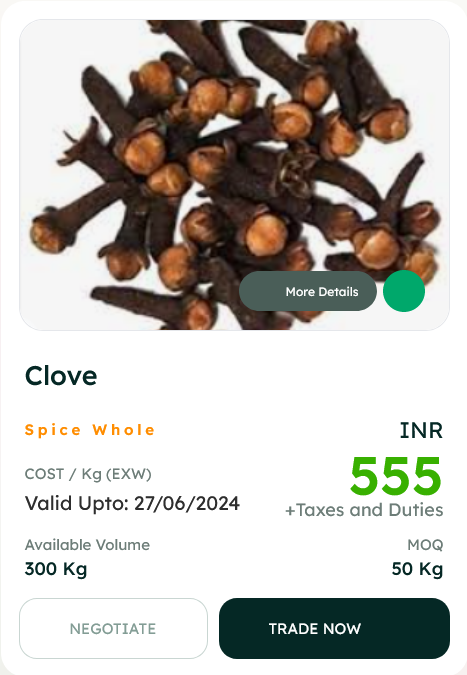 More Details
Clove
Spice Whole
INR
COST / Kg (EXW)
555
Valid Upto: 27/06/2024
+Taxes and Duties
Available Volume
MOQ
300 Kg
50 Kg
NEGOTIATE
TRADE NOW